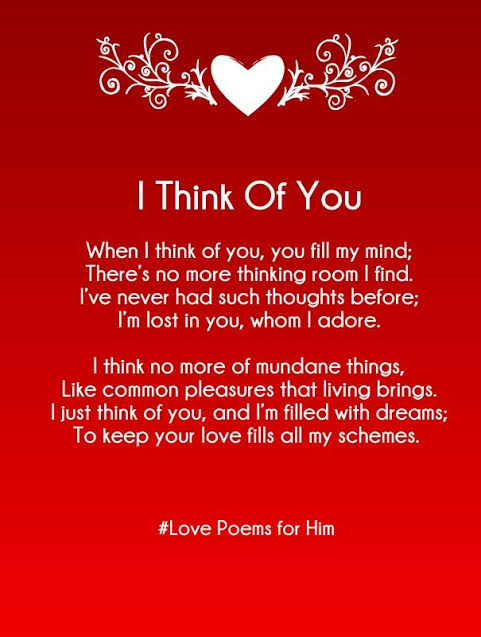 I Think Of You
When I think of you, you fill my mind;
There's no more thinking room I find.
I've never had such thoughts before;
I'm lost in you, whom I adore.
I think no more of mundane things,
Like common pleasures that living brings.
I just think of you, and I'm filled with dreams;
To keep your love fills all my schemes.
#Love Poems for Him